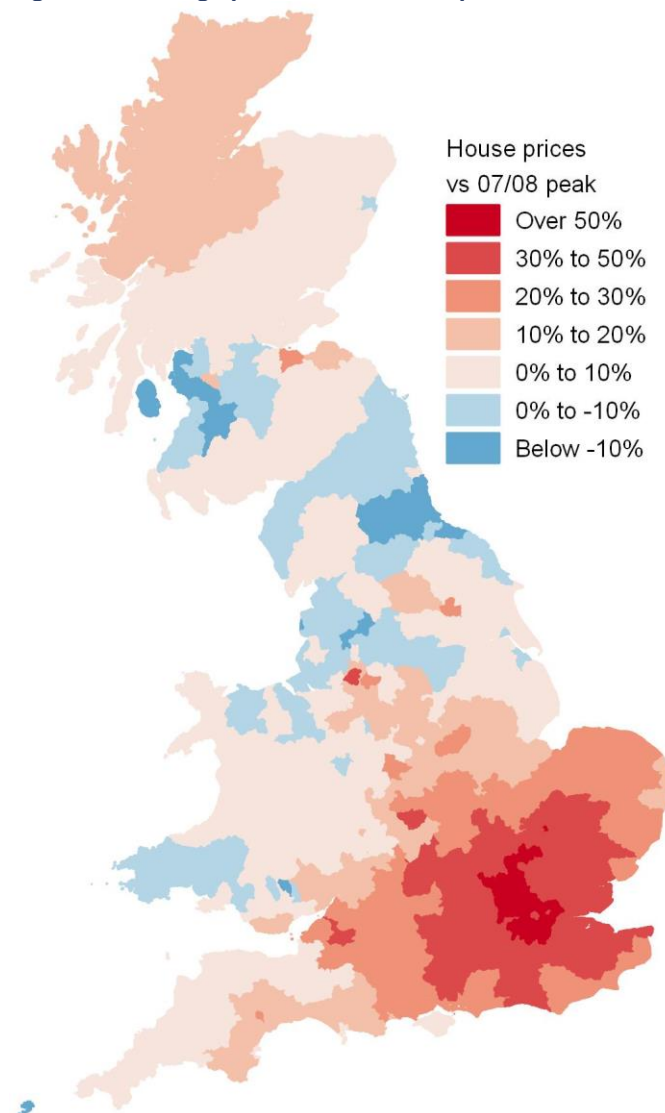 House prices
vs 07/08 peak
Over 50%
30% to 50%
20% to 30%
10% to 20%
0% to 10%
0% to -10%
Below -10%